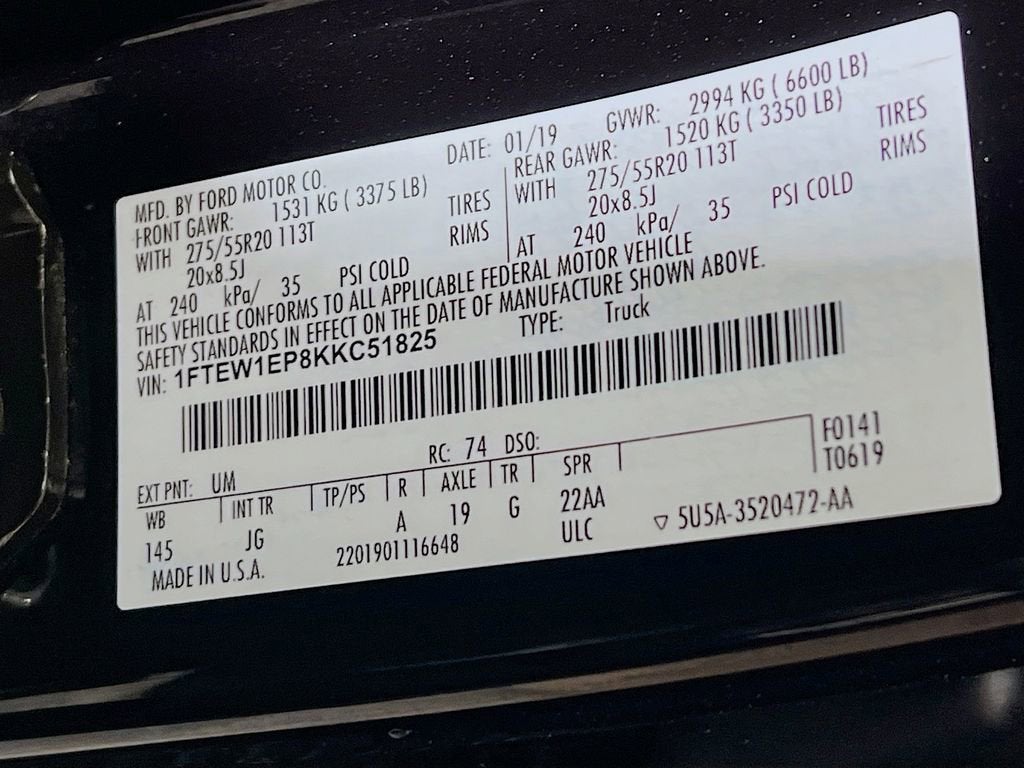 MFD. BY FORD MOTOR CO.
DATE: 01/19
GVWR: 2994 KG ( 6600 LB)
FRONT GAWR: 1531 KG ( 3375 LB)
WITH 275/55R20 113T TIRES
20x8.5J RIMS
AT 240 kPa/ 35 PSI COLD
REAR GAWR: 1520 KG ( 3350 LB)
WITH 275/55R20 113T TIRES
20x8.5J RIMS
AT 240 kPa/ 35 PSI COLD
THIS VEHICLE CONFORMS TO ALL APPLICABLE FEDERAL MOTOR VEHICLE
SAFETY STANDARDS IN EFFECT ON THE DATE OF MANUFACTURE SHOWN ABOVE.
VIN: 1FTEW1EP8KKC51825
TYPE: Truck
EXT PNT: UM RC: 74 DSO:
F0141
T0619
WB INT TR TP/PS R AXLE TR SPR
145 JG A 19 G 22AA
MADE IN U.S.A. 2201901116648 ULC ▽ 5U5A-3520472-AA